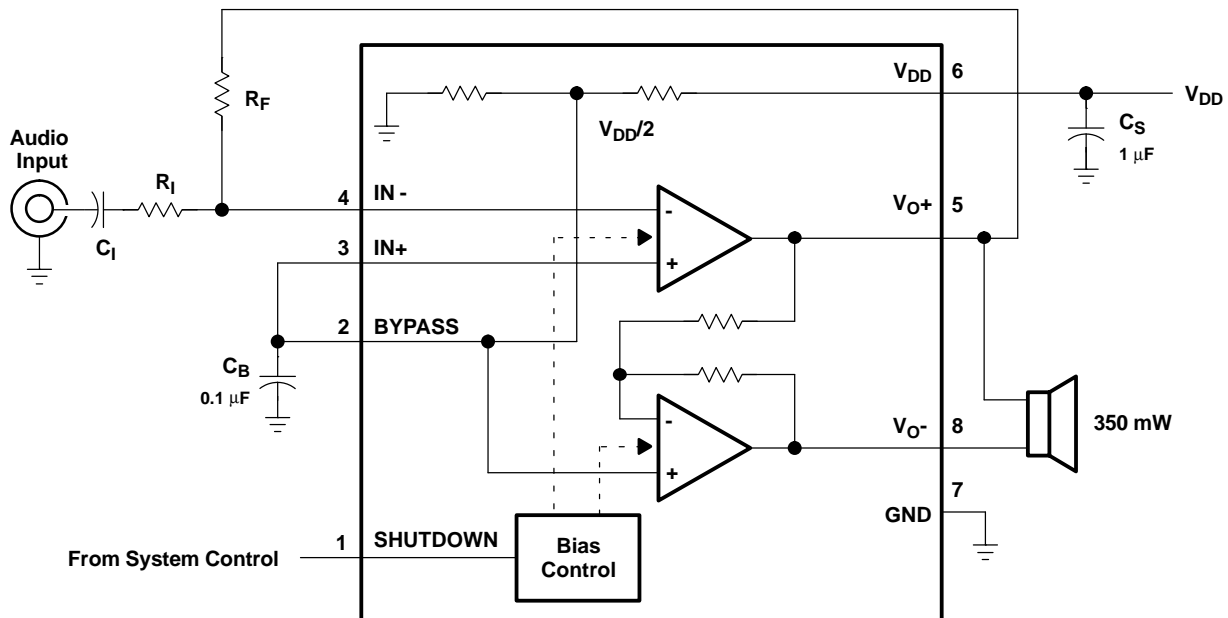 V_DD 6
V_DD
R_F
V_DD/2
C_S
1 μF
Audio
Input
R_I
4 IN -
V_O+ 5
-
C_I
3 IN+
+
2 BYPASS
C_B
0.1 μF
-
V_O- 8
350 mW
+
7
GND
1 SHUTDOWN
From System Control
Bias
Control